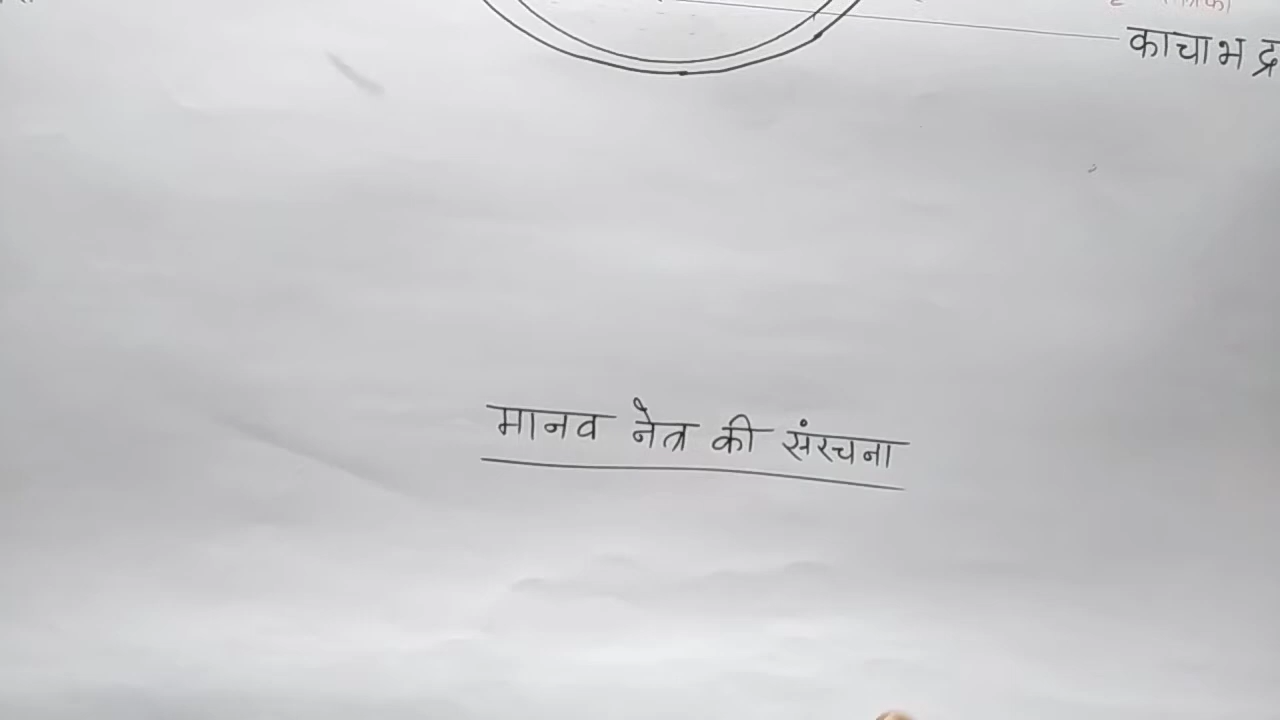 काचाभ द्र
मानव नेत्र की संरचना